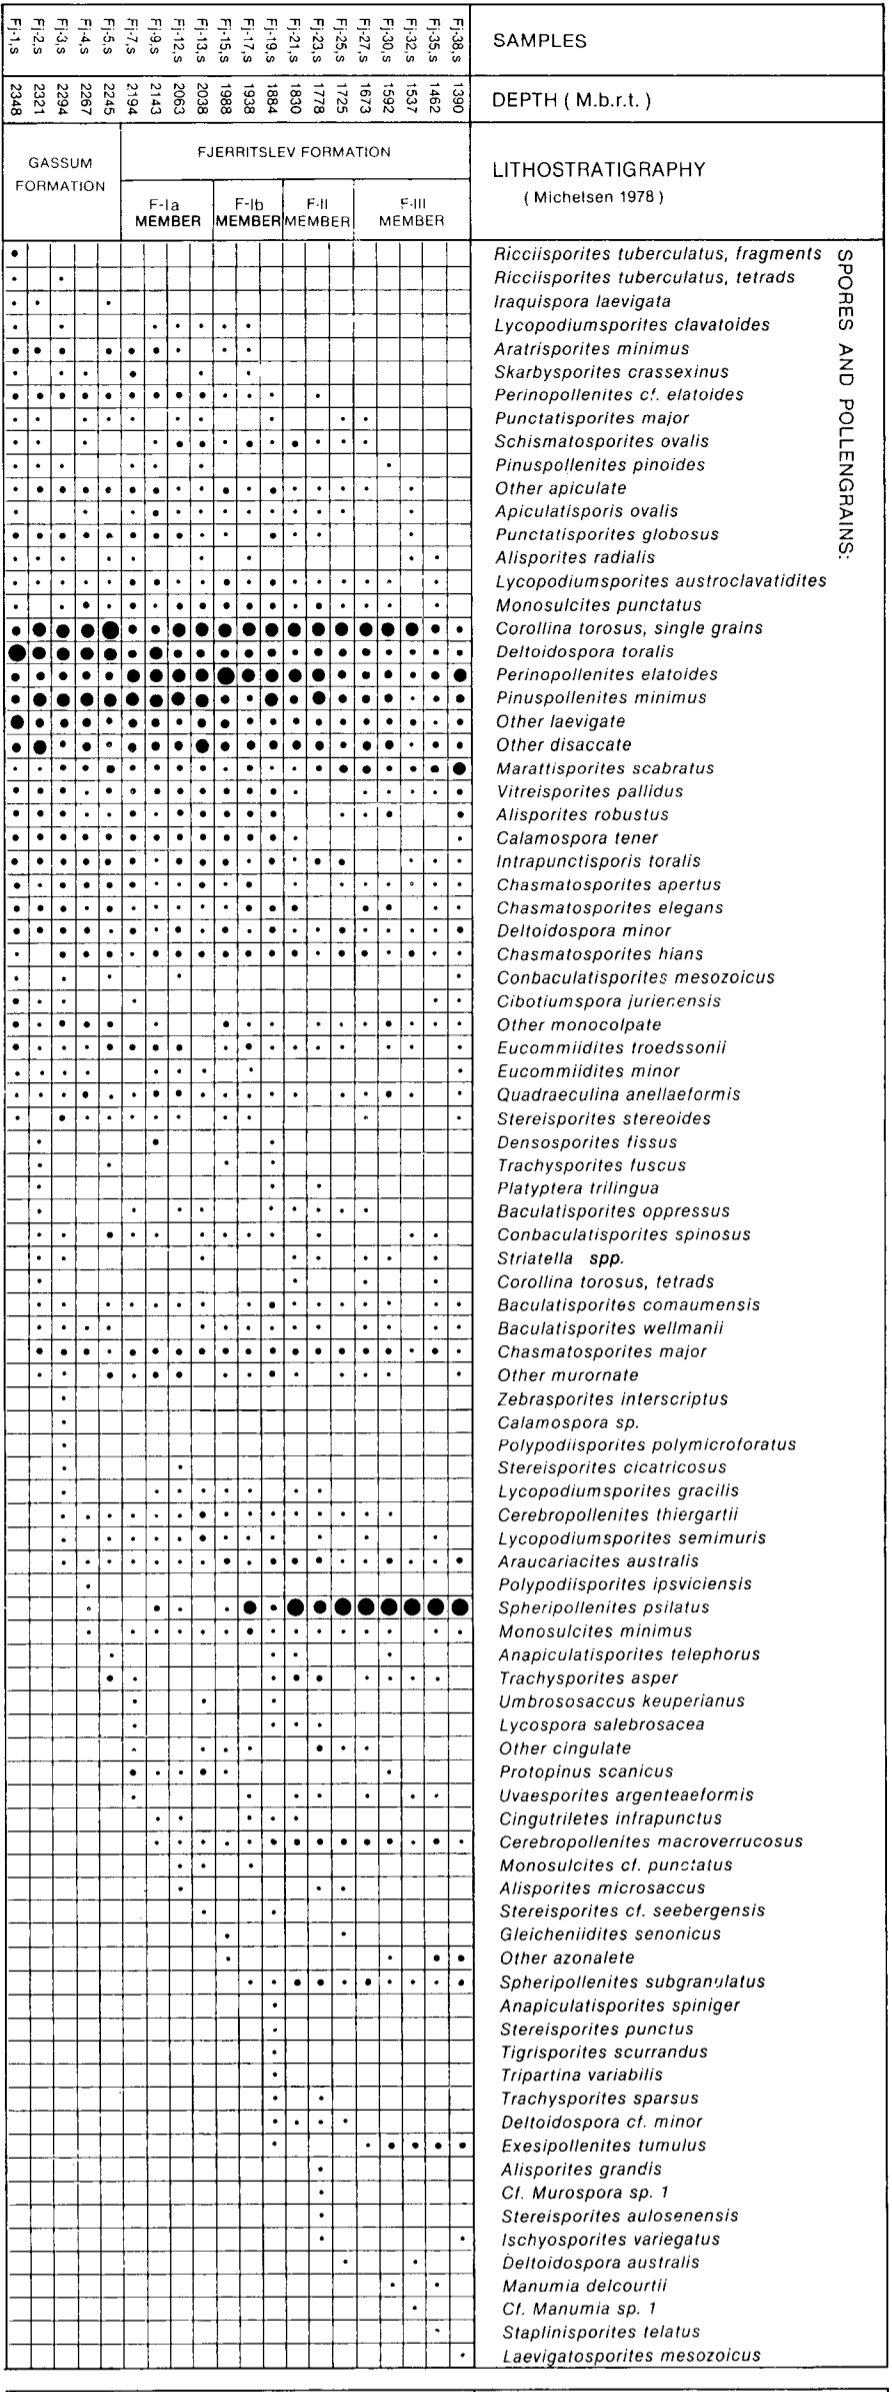 Fj-1,s Fj-2,s Fj-3,s Fj-4,s Fj-5,s Fj-7,s Fj-9,s Fj-12,s Fj-13,s Fj-15,s Fj-17,s Fj-19,s Fj-21,s Fj-23,s Fj-25,s Fj-27,s Fj-30,s Fj-32,s Fj-35,s Fj-38,s SAMPLES
2348 2321 2294 2267 2245 2194 2143 2063 2038 1988 1938 1884 1830 1778 1725 1673 1592 1537 1462 1390 DEPTH ( M.b.r.t. )
GASSUM
FORMATION
FJERRITSLEV FORMATION
F-Ia
MEMBER
F-Ib
MEMBER
F-II
MEMBER
F-III
MEMBER
LITHOSTRATIGRAPHY
( Michelsen 1978 )
SPORES AND POLLENGRAINS:
Ricciisporites tuberculatus, fragments
Ricciisporites tuberculatus, tetrads
Iraquispora laevigata
Lycopodiumsporites clavatoides
Aratrisporites minimus
Skarbysporites crassexinus
Perinopollenites cf. elatoides
Punctatisporites major
Schismatosporites ovalis
Pinuspollenites pinoides
Other apiculate
Apiculatisporis ovalis
Punctatisporites globosus
Alisporites radialis
Lycopodiumsporites austroclavatidites
Monosulcites punctatus
Corollina torosus, single grains
Deltoidospora toralis
Perinopollenites elatoides
Pinuspollenites minimus
Other laevigate
Other disaccate
Marattisporites scabratus
Vitreisporites pallidus
Alisporites robustus
Calamospora tener
Intrapunctisporis toralis
Chasmatosporites apertus
Chasmatosporites elegans
Deltoidospora minor
Chasmatosporites hians
Conbaculatisporites mesozoicus
Cibotiumspora jurienensis
Other monocolpate
Eucommiidites troedssonii
Eucommiidites minor
Quadraeculina anellaeformis
Stereisporites stereoides
Densosporites fissus
Trachysporites fuscus
Platyptera trilingua
Baculatisporites oppressus
Conbaculatisporites spinosus
Striatella spp.
Corollina torosus, tetrads
Baculatisporites comaumensis
Baculatisporites wellmanii
Chasmatosporites major
Other murornate
Zebrasporites interscriptus
Calamospora sp.
Polypodiisporites polymicroforatus
Stereisporites cicatricosus
Lycopodiumsporites gracilis
Cerebropollenites thiergartii
Lycopodiumsporites semimuris
Araucariacites australis
Polypodiisporites ipsviciensis
Spheripollenites psilatus
Monosulcites minimus
Anapiculatisporites telephorus
Trachysporites asper
Umbrososaccus keuperianus
Lycospora salebrosacea
Other cingulate
Protopinus scanicus
Uvaesporites argenteaeformis
Cingutriletes infrapunctus
Cerebropollenites macroverrucosus
Monosulcites cf. punctatus
Alisporites microsaccus
Stereisporites cf. seebergensis
Gleicheniidites senonicus
Other azonalete
Spheripollenites subgranulatus
Anapiculatisporites spiniger
Stereisporites punctus
Tigrisporites scurrandus
Tripartina variabilis
Trachysporites sparsus
Deltoidospora cf. minor
Exesipollenites tumulus
Alisporites grandis
Cf. Murospora sp. 1
Stereisporites aulosenensis
Ischyosporites variegatus
Deltoidospora australis
Manumia delcourtii
Cf. Manumia sp. 1
Staplinisporites telatus
Laevigatosporites mesozoicus